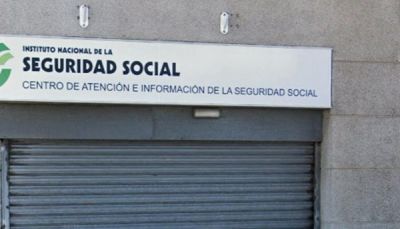 INSTITUTO NACIONAL DE LA
SEGURIDAD SOCIAL
CENTRO DE ATENCIÓN E INFORMACIÓN DE LA SEGURIDAD SOCIAL